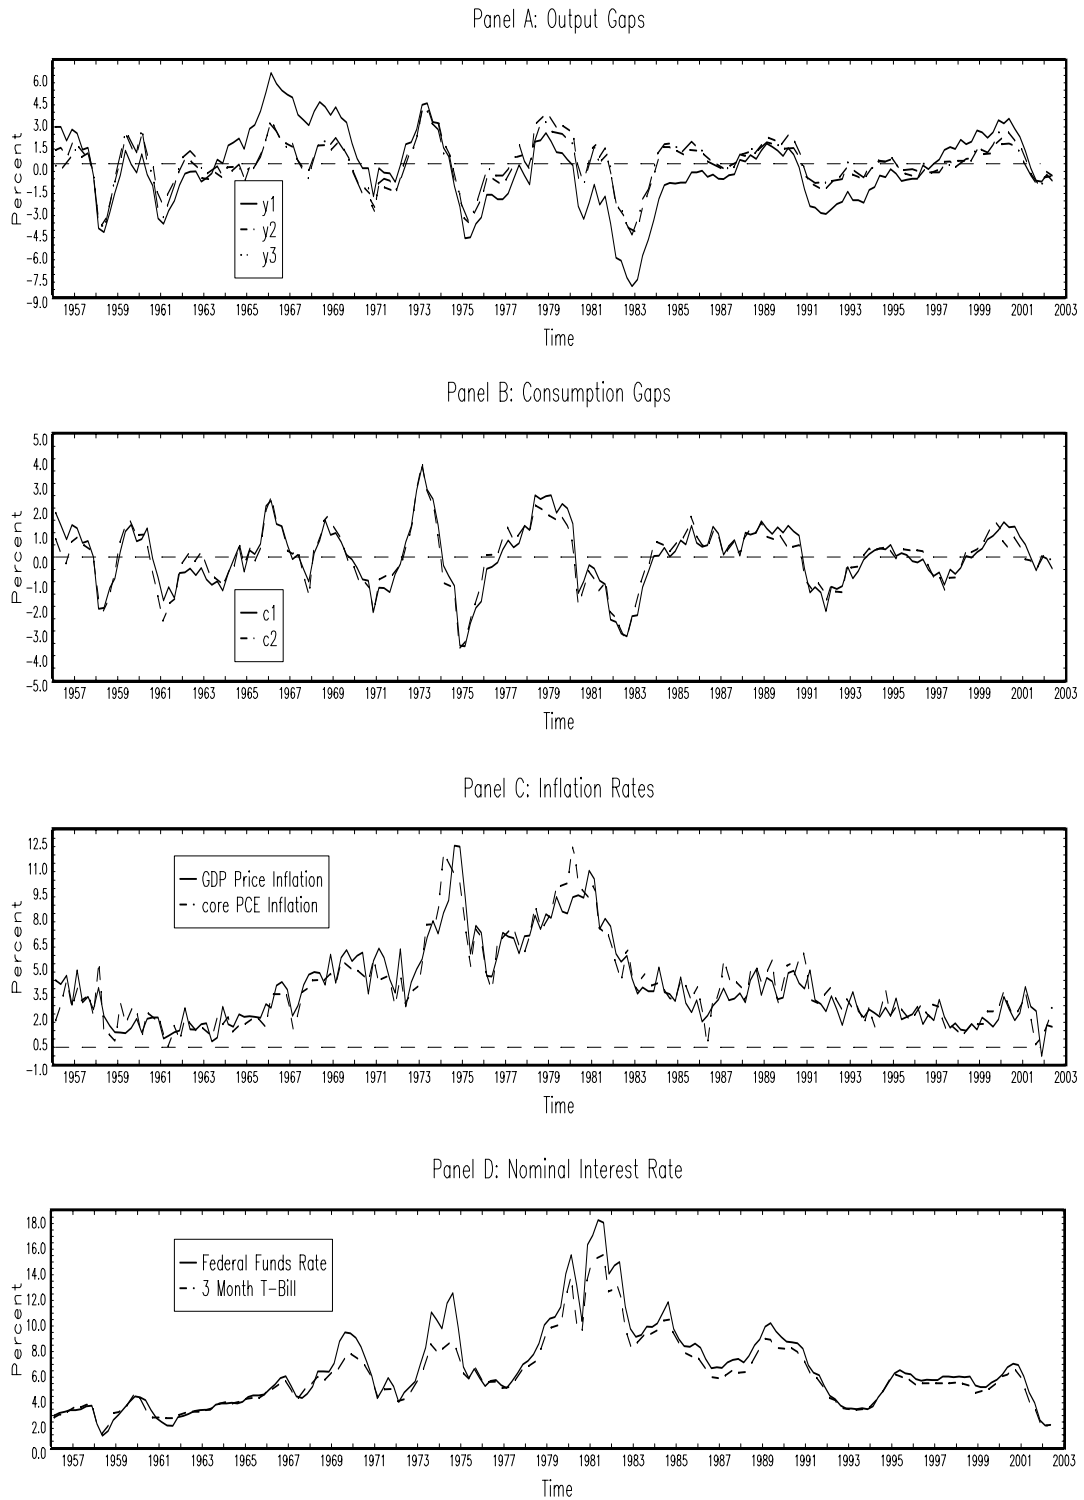 Panel A: Output Gaps
Percent
6.0
4.5
3.0
1.5
0.0
−1.5
−3.0
−4.5
−6.0
−7.5
−9.0
y1
y2
y3
1957 1959 1961 1963 1965 1967 1969 1971 1973 1975 1977 1979 1981 1983 1985 1987 1989 1991 1993 1995 1997 1999 2001 2003
Time
Panel B: Consumption Gaps
Percent
5.0
4.0
3.0
2.0
1.0
0.0
−1.0
−2.0
−3.0
−4.0
−5.0
c1
c2
1957 1959 1961 1963 1965 1967 1969 1971 1973 1975 1977 1979 1981 1983 1985 1987 1989 1991 1993 1995 1997 1999 2001 2003
Time
Panel C: Inflation Rates
Percent
12.5
11.0
9.5
8.0
6.5
5.0
3.5
2.0
0.5
−1.0
GDP Price Inflation
core PCE Inflation
1957 1959 1961 1963 1965 1967 1969 1971 1973 1975 1977 1979 1981 1983 1985 1987 1989 1991 1993 1995 1997 1999 2001 2003
Time
Panel D: Nominal Interest Rate
Percent
18.0
16.0
14.0
12.0
10.0
8.0
6.0
4.0
2.0
0.0
Federal Funds Rate
3 Month T−Bill
1957 1959 1961 1963 1965 1967 1969 1971 1973 1975 1977 1979 1981 1983 1985 1987 1989 1991 1993 1995 1997 1999 2001 2003
Time